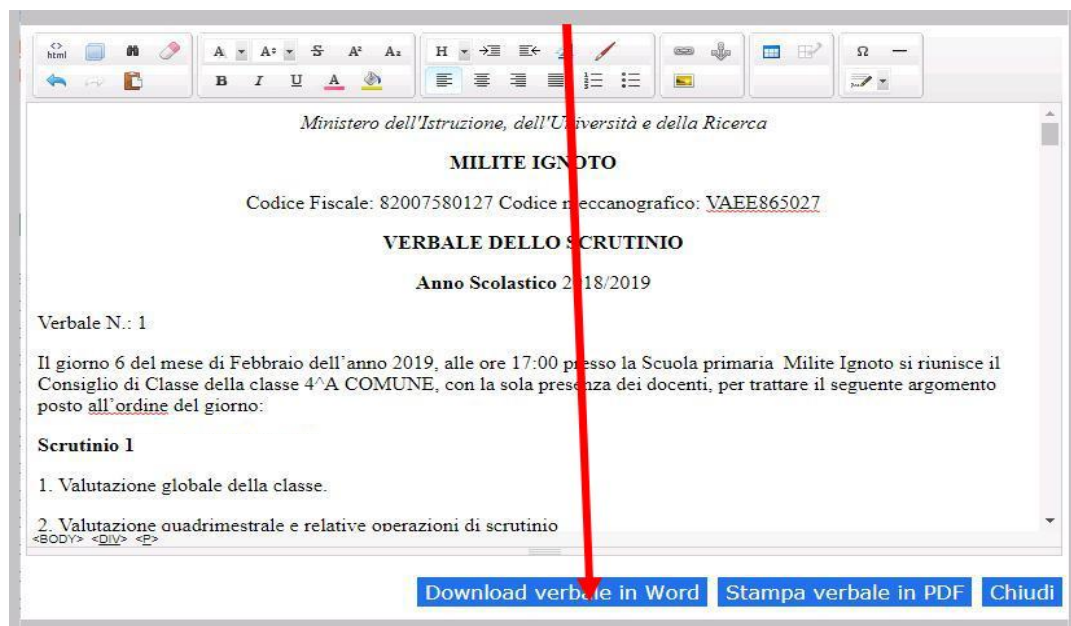 html
A A S A² A₂ H
Ω —
B I U A
Ministero dell'Istruzione, dell'Università e della Ricerca
MILITE IGNOTO
Codice Fiscale: 82007580127 Codice meccanografico: VAEE865027
VERBALE DELLO SCRUTINIO
Anno Scolastico 2018/2019
Verbale N.: 1
Il giorno 6 del mese di Febbraio dell’anno 2019, alle ore 17:00 presso la Scuola primaria Milite Ignoto si riunisce il
Consiglio di Classe della classe 4^A COMUNE, con la sola presenza dei docenti, per trattare il seguente argomento
posto all’ordine del giorno:
Scrutinio 1
1. Valutazione globale della classe.
2. Valutazione quadrimestrale e relative operazioni di scrutinio
<BODY> <DIV> <P>
Download verbale in Word Stampa verbale in PDF Chiudi